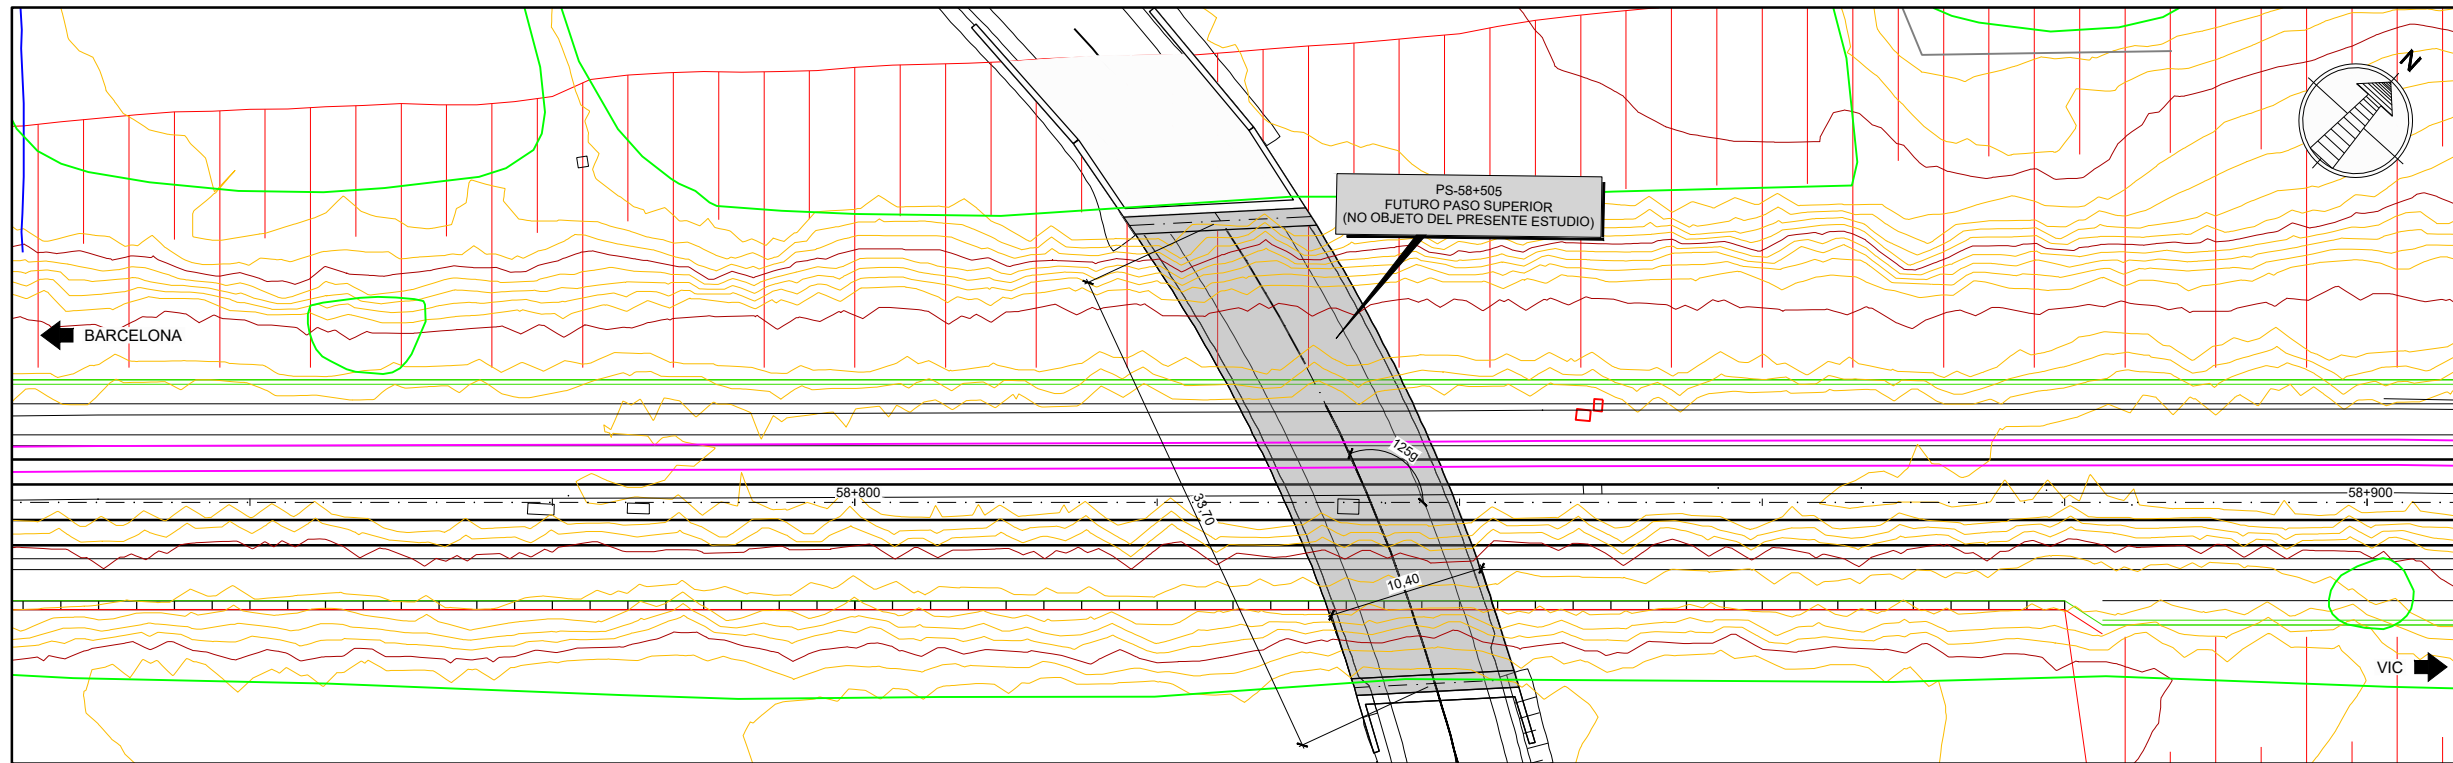 N
PS-58+505
FUTURO PASO SUPERIOR
(NO OBJETO DEL PRESENTE ESTUDIO)
BARCELONA
125g
58+800
33,70
58+900
10,40
VIC